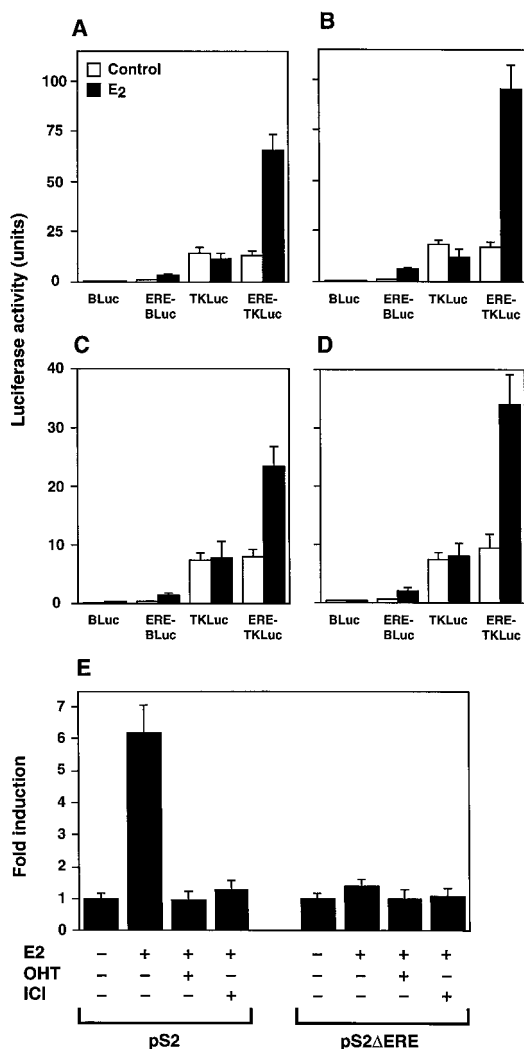 A
B
Control
E2
100
75
50
25
0
BLuc
ERE-
BLuc
TKLuc
ERE-
TKLuc
BLuc
ERE-
BLuc
TKLuc
ERE-
TKLuc
Luciferase activity (units)
C
D
40
30
20
10
0
BLuc
ERE-
BLuc
TKLuc
ERE-
TKLuc
BLuc
ERE-
BLuc
TKLuc
ERE-
TKLuc
E
Fold induction
7
6
5
4
3
2
1
0
E2 – + + + – + + +
OHT – – + – – – +
ICI – – – + – – – +
pS2 pS2ΔERE